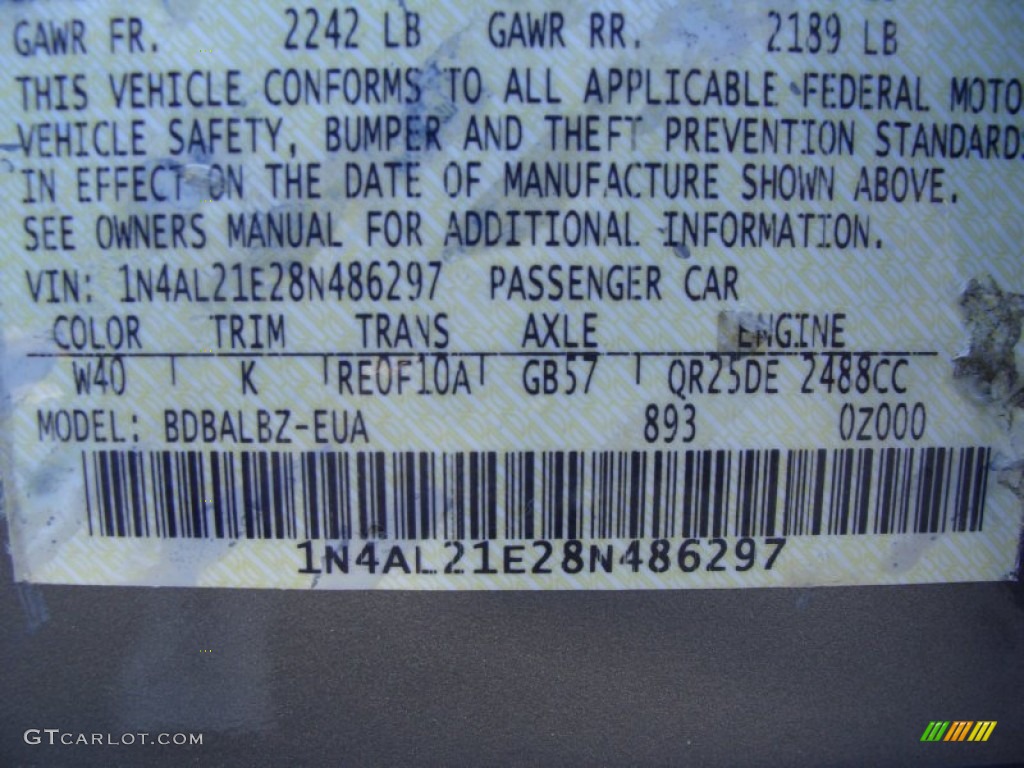 GAWR FR. 2242 LB GAWR RR. 2189 LB
THIS VEHICLE CONFORMS TO ALL APPLICABLE FEDERAL MOTO
VEHICLE SAFETY, BUMPER AND THEFT PREVENTION STANDARD
IN EFFECT ON THE DATE OF MANUFACTURE SHOWN ABOVE.
SEE OWNERS MANUAL FOR ADDITIONAL INFORMATION.
VIN: 1N4AL21E28N486297 PASSENGER CAR
COLOR TRIM TRANS AXLE ENGINE
W40 K RE0F10A GB57 QR25DE 2488CC
MODEL: BDBALBZ-EUA 893 0Z000
1N4AL21E28N486297
GTCARLOT.COM